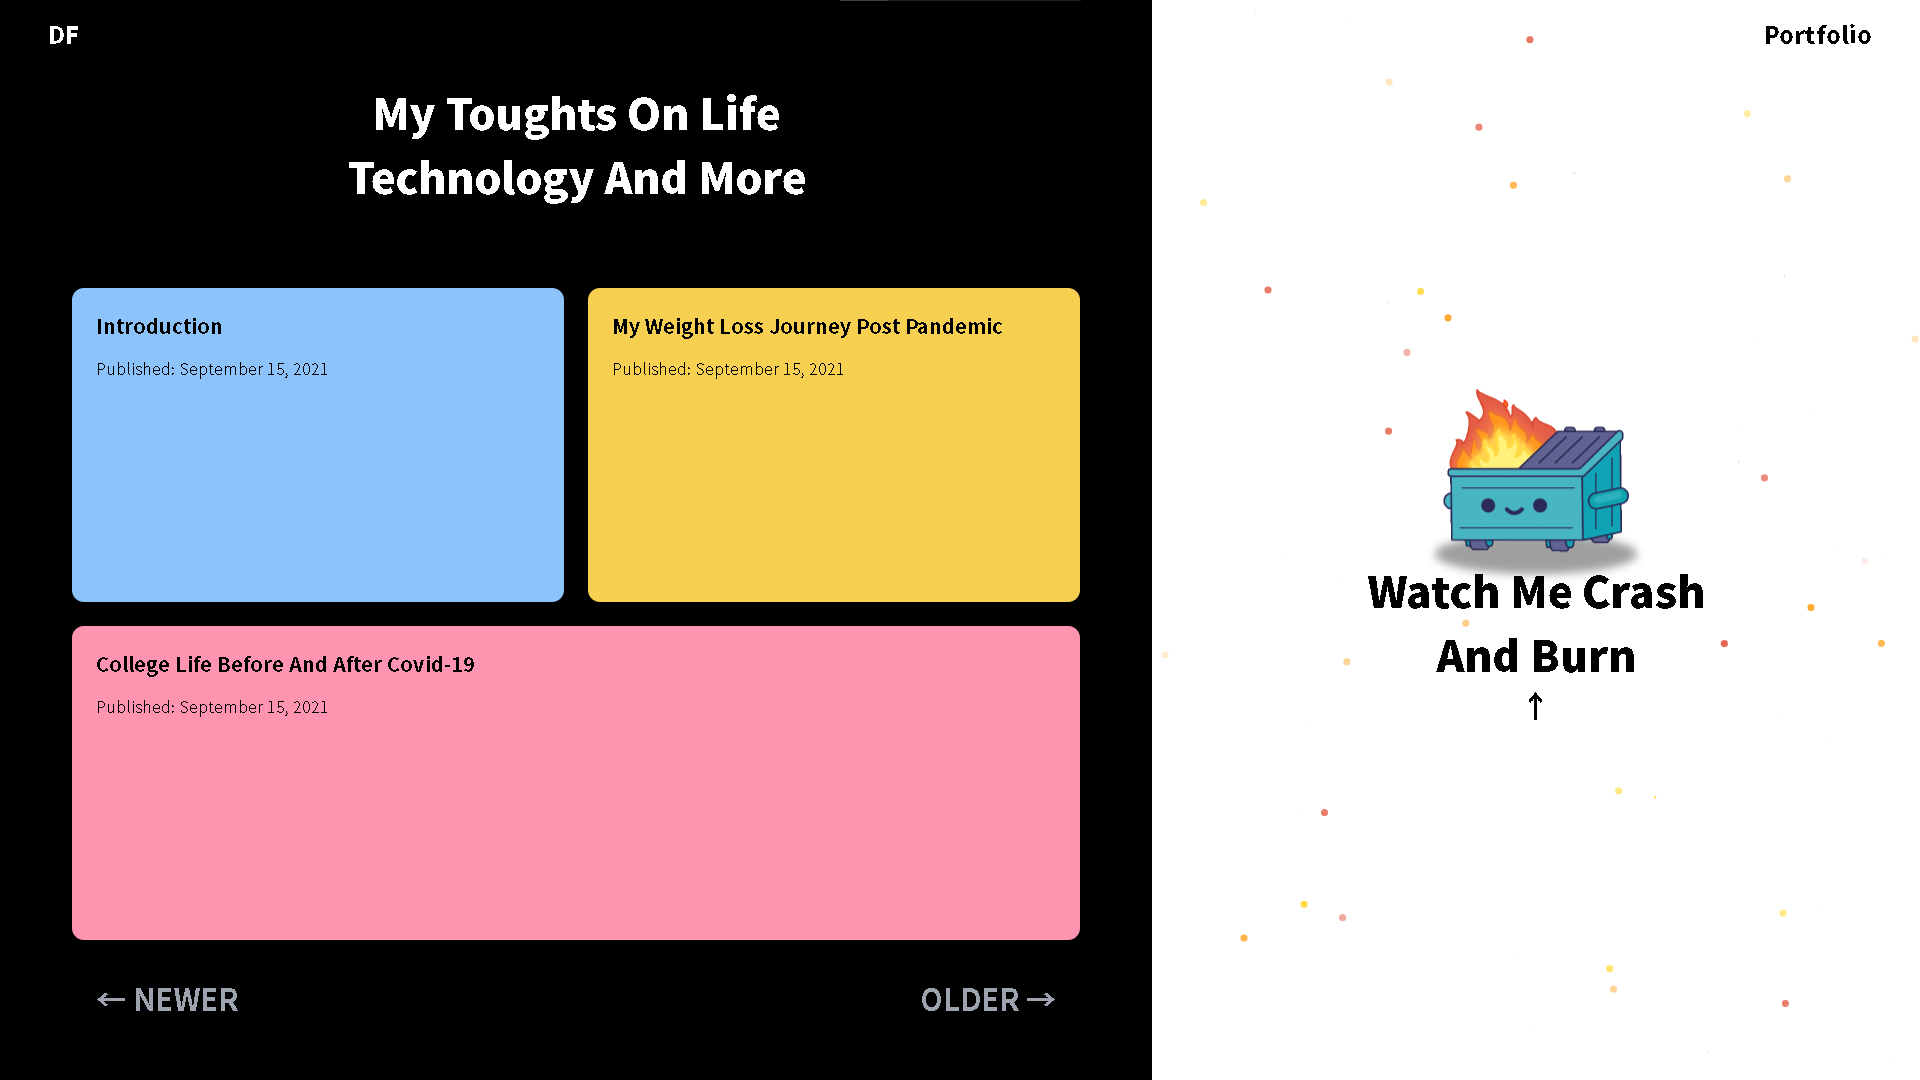 DF
Portfolio
My Toughts On Life
Technology And More
Introduction
Published: September 15, 2021
My Weight Loss Journey Post Pandemic
Published: September 15, 2021
College Life Before And After Covid-19
Published: September 15, 2021
← NEWER
OLDER →
Watch Me Crash
And Burn
↑